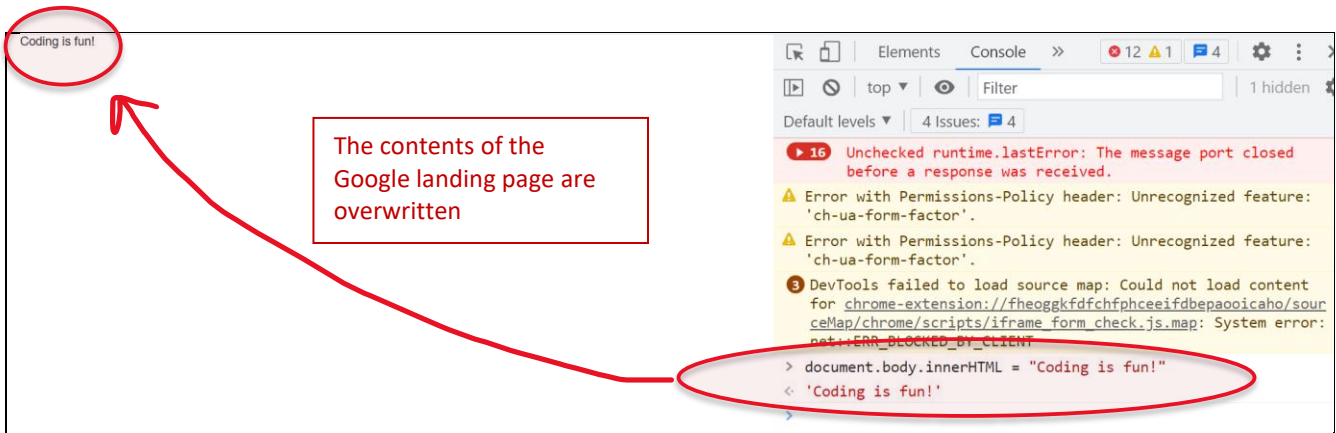 Coding is fun!
The contents of the
Google landing page are
overwritten
Elements Console » 12 1 4
top ▼ Filter 1 hidden
Default levels ▼ 4 Issues: 4
16 Unchecked runtime.lastError: The message port closed
before a response was received.
Error with Permissions-Policy header: Unrecognized feature:
'ch-ua-form-factor'.
Error with Permissions-Policy header: Unrecognized feature:
'ch-ua-form-factor'.
3 DevTools failed to load source map: Could not load content
for chrome-extension://fheoggkfdfchfphceeifdbepaooicaho/sour
ceMap/chrome/scripts/iframe_form_check.js.map: System error:
net::ERR_BLOCKED_BY_CLIENT
> document.body.innerHTML = "Coding is fun!"
<· 'Coding is fun!'
>